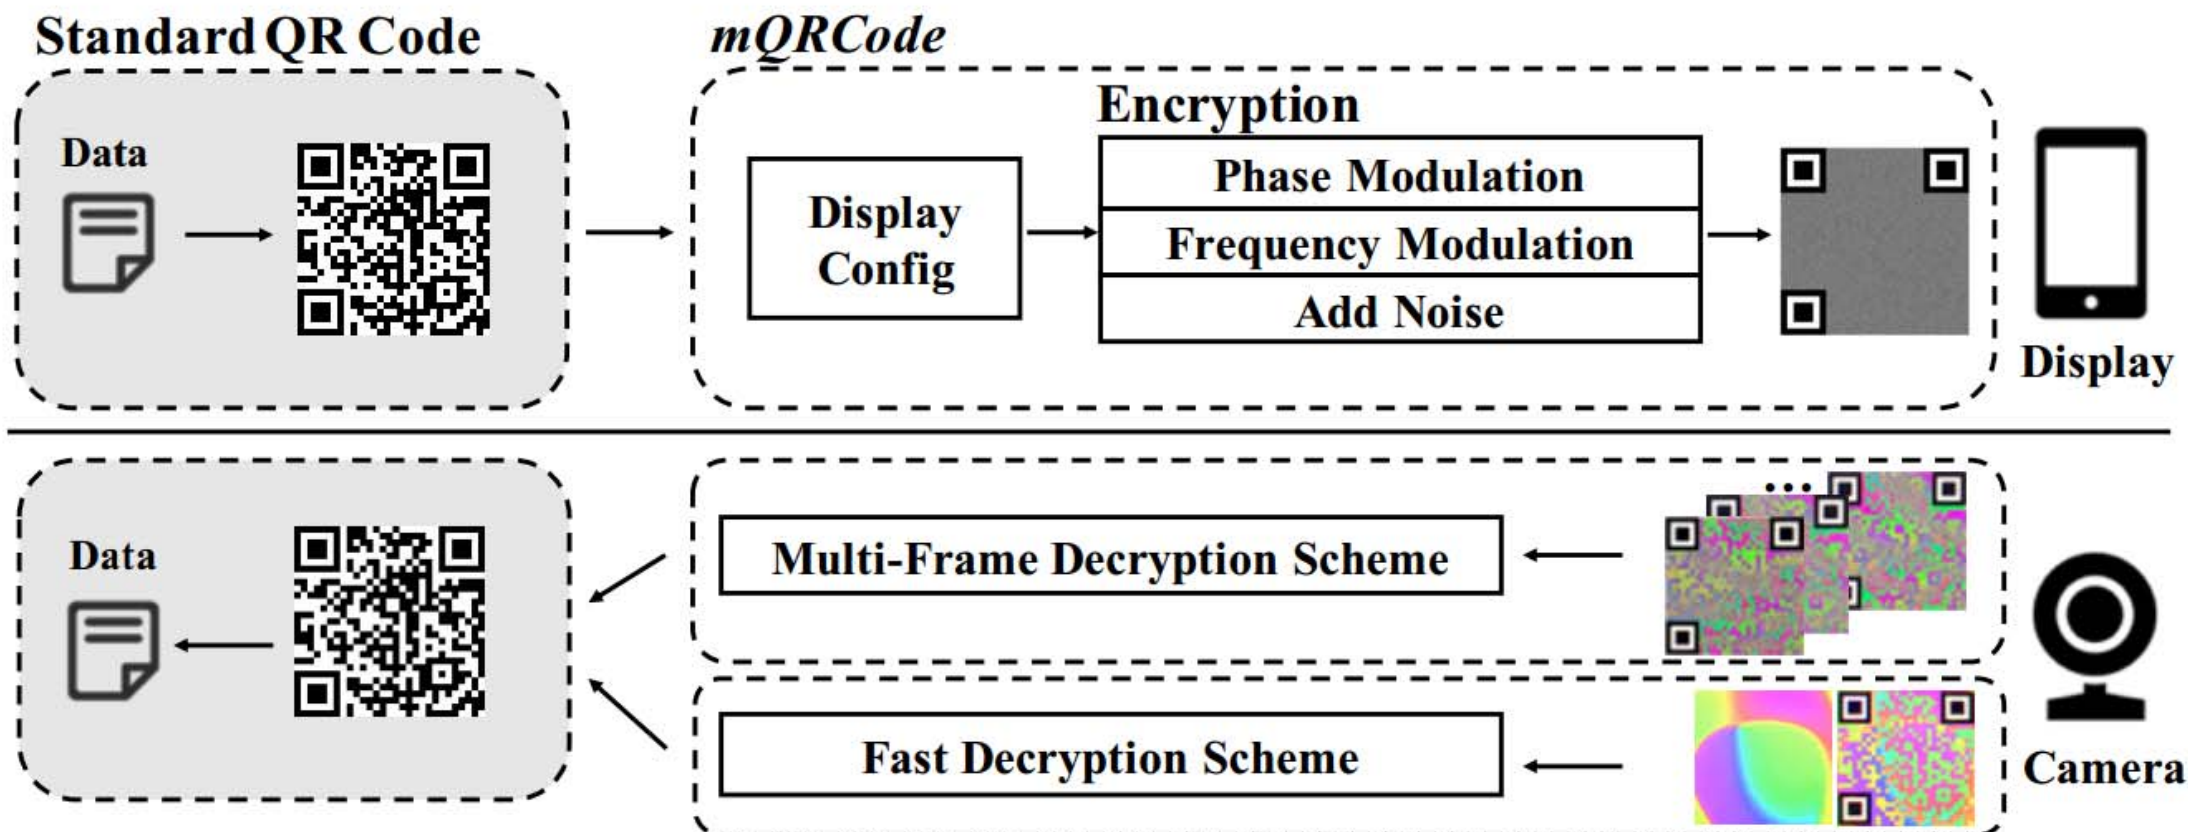 Standard QR Code
mQRCode
Data
Encryption
Display
Config
Phase Modulation
Frequency Modulation
Add Noise
Display
Data
Multi-Frame Decryption Scheme
...
Fast Decryption Scheme
Camera